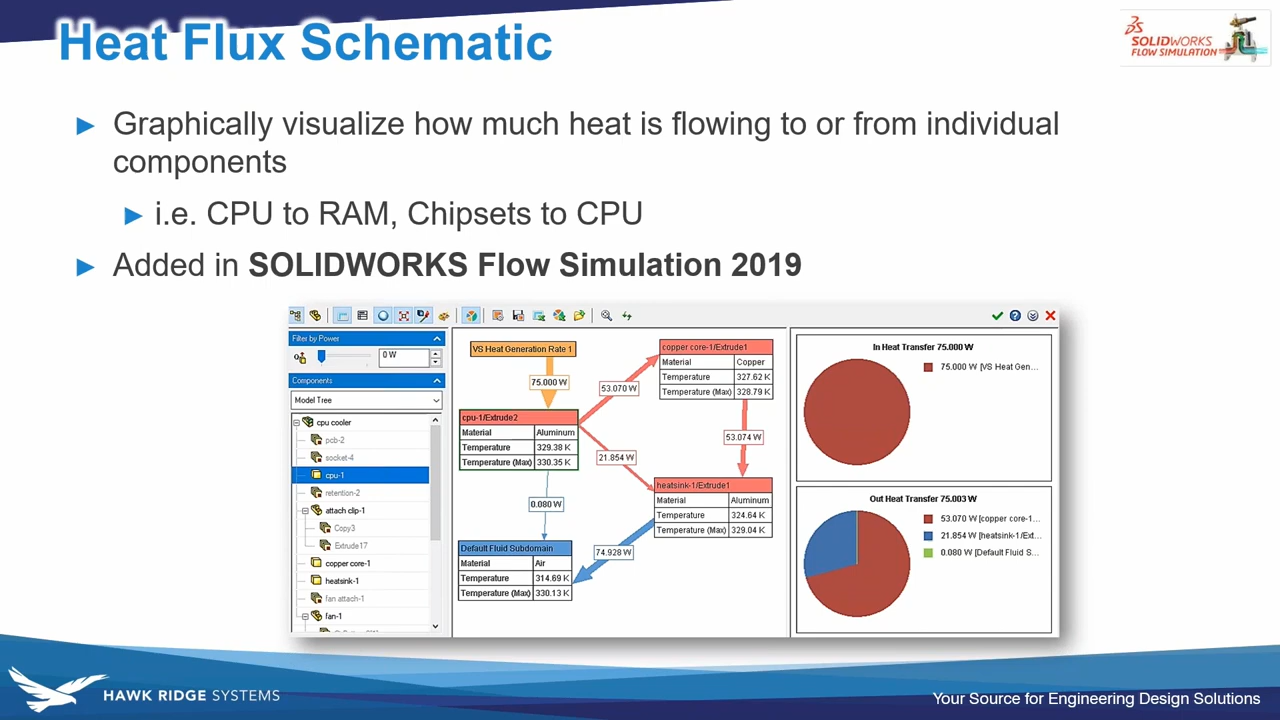 Heat Flux Schematic
SOLIDWORKS
FLOW SIMULATION
► Graphically visualize how much heat is flowing to or from individual
components
► i.e. CPU to RAM, Chipsets to CPU
► Added in SOLIDWORKS Flow Simulation 2019
Filter by Power
0 W
Components
Model Tree
cpu cooler
pcb-2
socket-4
cpu-1
retention-2
attach clip-1
Copy3
Extrude17
copper core-1
heatsink-1
fan attach-1
fan-1
VS Heat Generation Rate 1
75.000 W
cpu-1/Extrude2
Material Aluminum
Temperature 329.38 K
Temperature (Max) 330.35 K
53.070 W
21.854 W
0.080 W
copper core-1/Extrude1
Material Copper
Temperature 327.62 K
Temperature (Max) 328.79 K
53.074 W
heatsink-1/Extrude1
Material Aluminum
Temperature 324.64 K
Temperature (Max) 329.04 K
74.928 W
Default Fluid Subdomain
Material Air
Temperature 314.69 K
Temperature (Max) 330.13 K
In Heat Transfer 75.000 W
75.000 W [VS Heat Gen...
Out Heat Transfer 75.003 W
53.070 W [copper core-1...
21.854 W [heatsink-1/Ext...
0.080 W [Default Fluid S...
HAWK RIDGE SYSTEMS
Your Source for Engineering Design Solutions